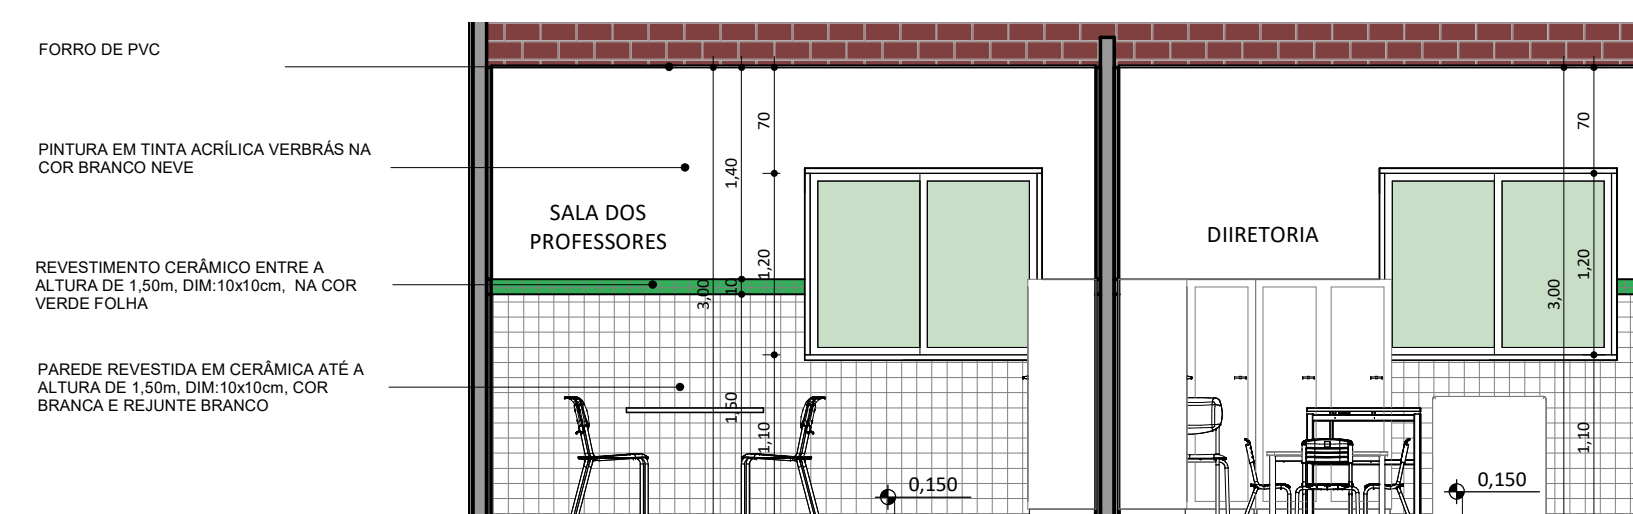 FORRO DE PVC
PINTURA EM TINTA ACRÍLICA VERBRÁS NA
COR BRANCO NEVE
REVESTIMENTO CERÂMICO ENTRE A
ALTURA DE 1,50m, DIM:10x10cm, NA COR
VERDE FOLHA
PAREDE REVESTIDA EM CERÂMICA ATÉ A
ALTURA DE 1,50m, DIM:10x10cm, COR
BRANCA E REJUNTE BRANCO
SALA DOS
PROFESSORES
3,00
1,40
10
1,50
70
1,20
1,10
0,150
DIIRETORIA
3,00
70
1,20
1,10
0,150